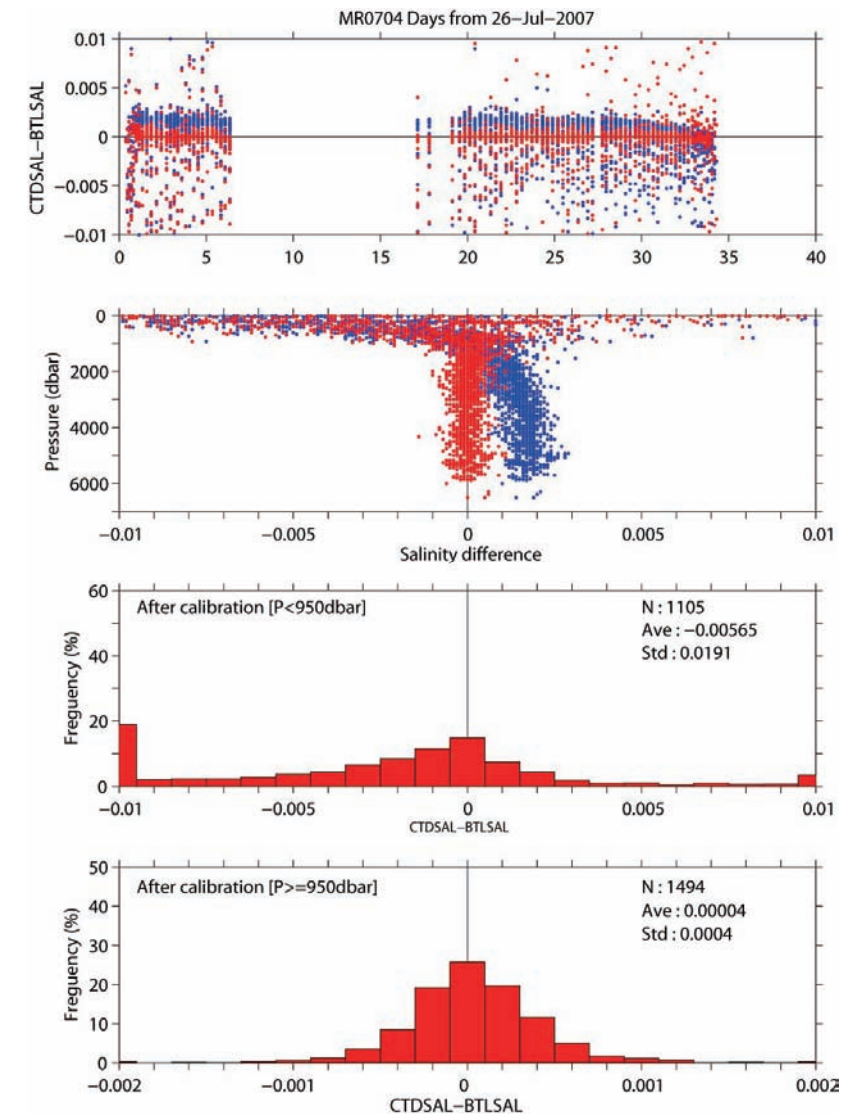 MR0704 Days from 26−Jul−2007
0.01
0.005
0
−0.005
−0.01
CTDSAL−BTLSAL
0 5 10 15 20 25 30 35 40
0
2000
4000
6000
Pressure (dbar)
−0.01 −0.005 0 0.005 0.01
Salinity difference
60
40
20
0
Freguency (%)
After calibration [P<950dbar]
N : 1105
Ave : −0.00565
Std : 0.0191
−0.01 −0.005 0 0.005 0.01
CTDSAL−BTLSAL
50
40
30
20
10
0
Freguency (%)
After calibration [P>=950dbar]
N : 1494
Ave : 0.00004
Std : 0.0004
−0.002 −0.001 0 0.001 0.002
CTDSAL−BTLSAL